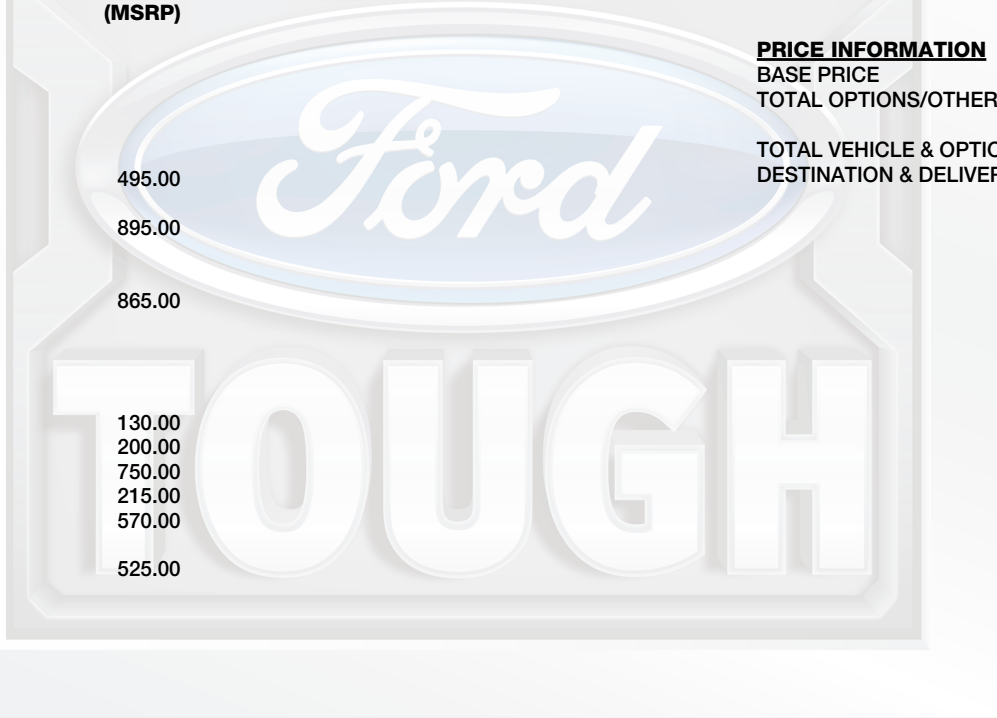 (MSRP)
495.00
895.00
865.00
130.00
200.00
750.00
215.00
570.00
525.00
PRICE INFORMATION
BASE PRICE
TOTAL OPTIONS/OTHER
TOTAL VEHICLE & OPTIO
DESTINATION & DELIVER
Ford
TOUGH